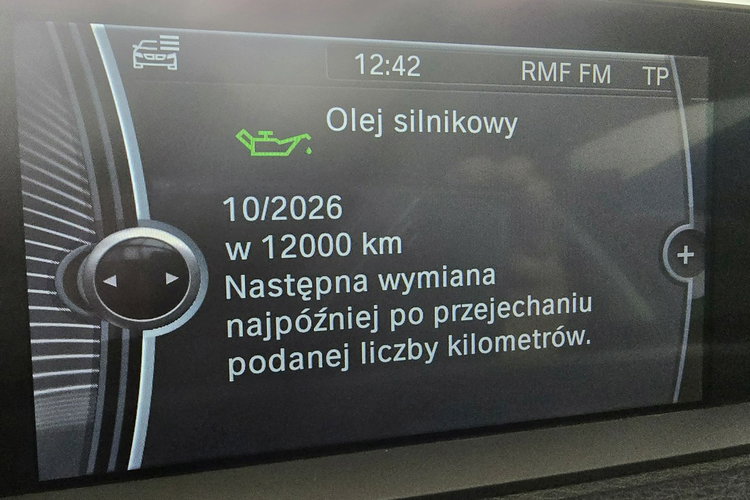 12:42 RMF FM TP
Olej silnikowy
10/2026
w 12000 km
Następna wymiana
najpóźniej po przejechaniu
podanej liczby kilometrów.
+